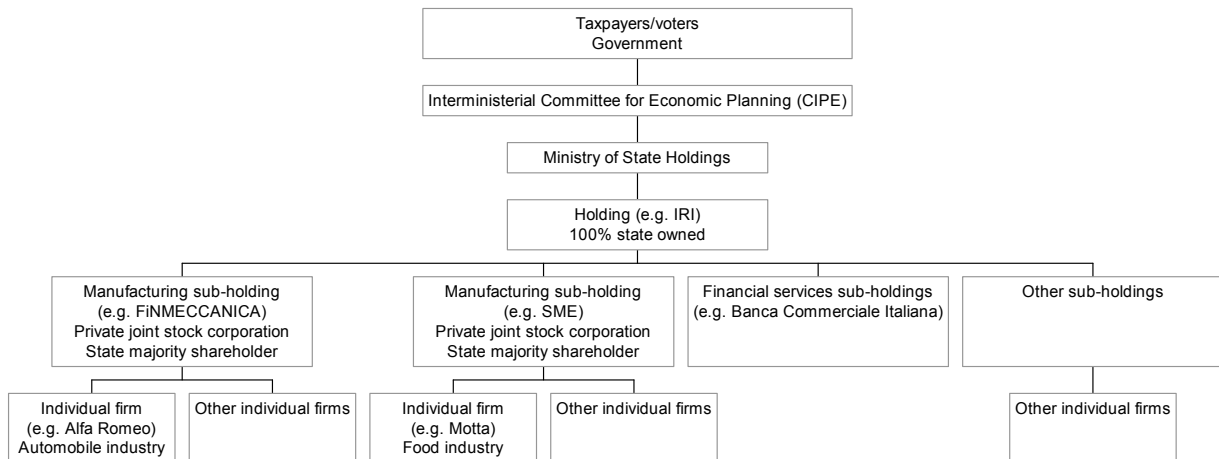 Taxpayers/voters
Government
Interministerial Committee for Economic Planning (CIPE)
Ministry of State Holdings
Holding (e.g. IRI)
100% state owned
Manufacturing sub-holding
(e.g. FiNMECCANICA)
Private joint stock corporation
State majority shareholder
Manufacturing sub-holding
(e.g. SME)
Private joint stock corporation
State majority shareholder
Financial services sub-holdings
(e.g. Banca Commerciale Italiana)
Other sub-holdings
Individual firm
(e.g. Alfa Romeo)
Automobile industry
Other individual firms
Individual firm
(e.g. Motta)
Food industry
Other individual firms
Other individual firms